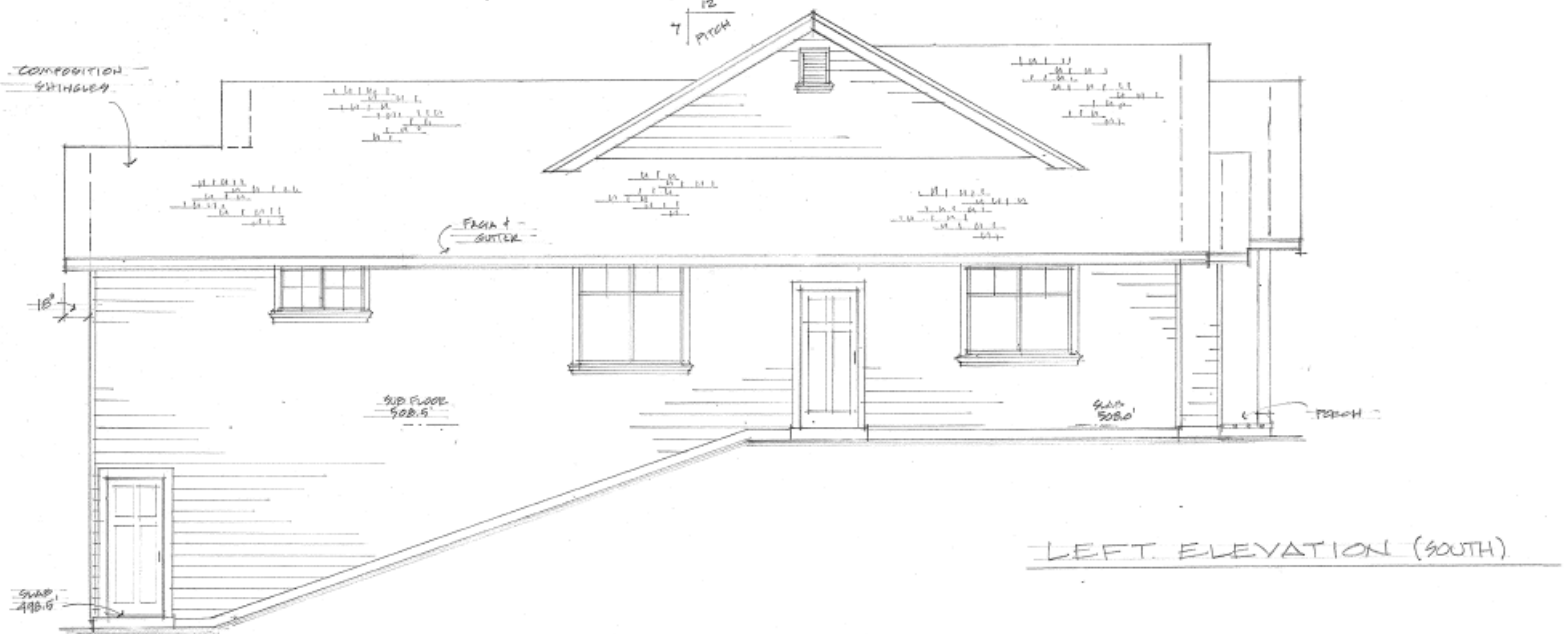 12
7
PITCH
COMPOSITION
SHINGLES
FACIA &
GUTTER
18"
SUB FLOOR
508.5'
SLAB
508.0'
PORCH
SLAB
498.5'
LEFT ELEVATION (SOUTH)